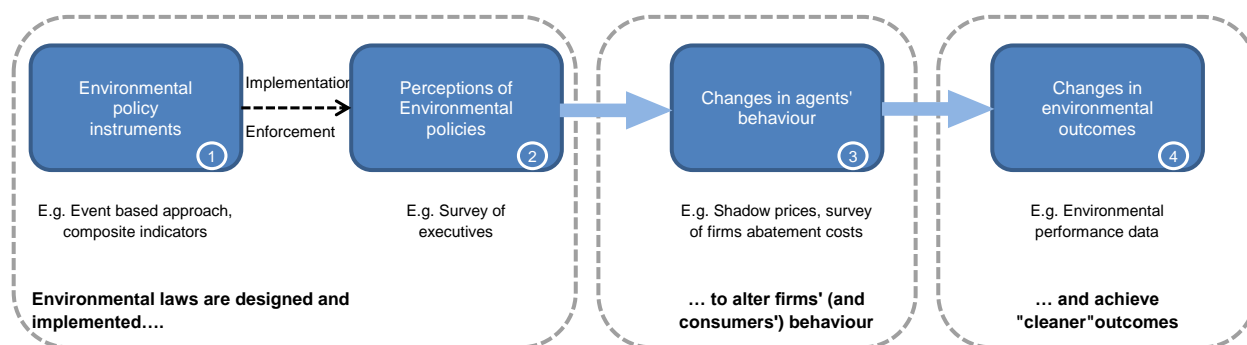 Environmental
policy
instruments
1
Implementation
Enforcement
Perceptions of
Environmental
policies
2
Changes in agents'
behaviour
3
Changes in
environmental
outcomes
4
E.g. Event based approach,
composite indicators
E.g. Survey of
executives
E.g. Shadow prices, survey
of firms abatement costs
E.g. Environmental
performance data
Environmental laws are designed and
implemented….
… to alter firms' (and
consumers') behaviour
… and achieve
"cleaner"outcomes